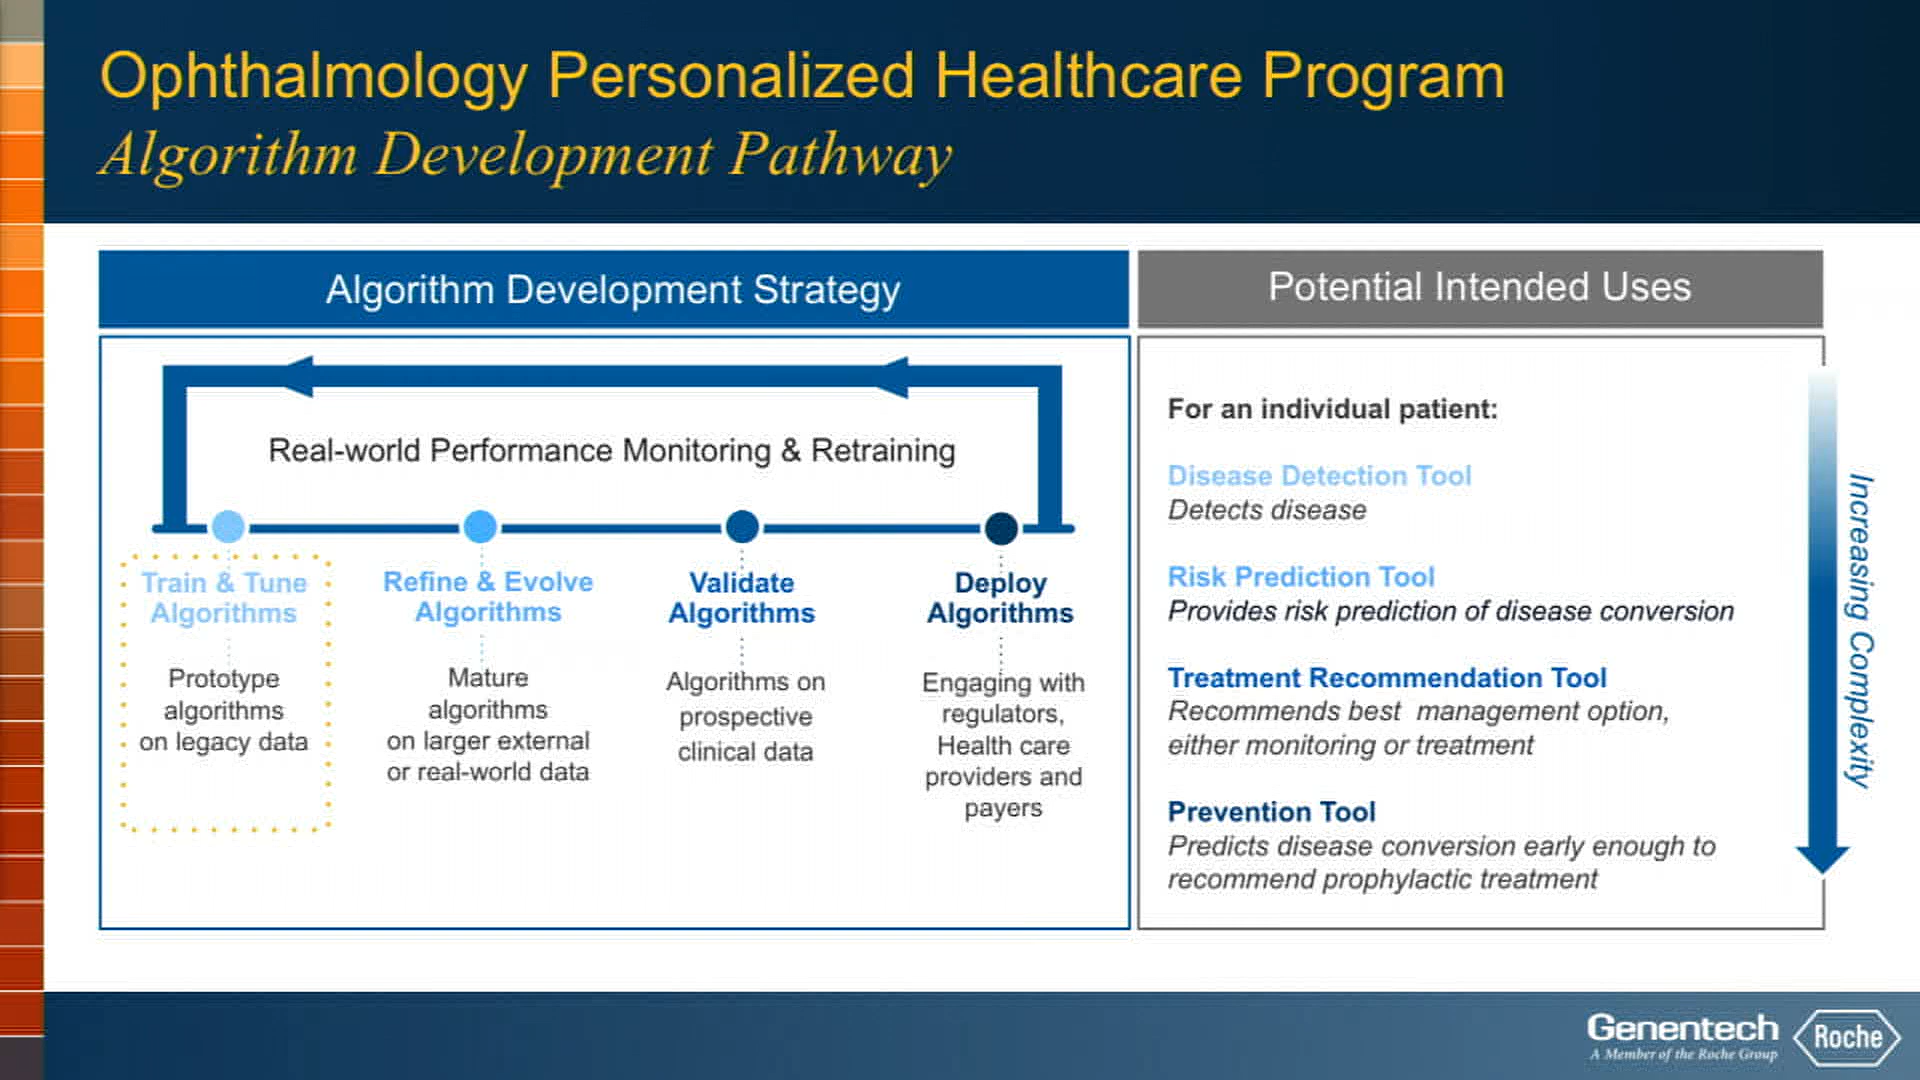 Ophthalmology Personalized Healthcare Program
Algorithm Development Pathway
Algorithm Development Strategy
Real-world Performance Monitoring & Retraining
Train & Tune
Algorithms
Prototype
algorithms
on legacy data
Refine & Evolve
Algorithms
Mature
algorithms
on larger external
or real-world data
Validate
Algorithms
Algorithms on
prospective
clinical data
Deploy
Algorithms
Engaging with
regulators,
Health care
providers and
payers
Potential Intended Uses
For an individual patient:
Disease Detection Tool
Detects disease
Risk Prediction Tool
Provides risk prediction of disease conversion
Treatment Recommendation Tool
Recommends best management option,
either monitoring or treatment
Prevention Tool
Predicts disease conversion early enough to
recommend prophylactic treatment
Increasing Complexity
Genentech
A Member of the Roche Group
Roche